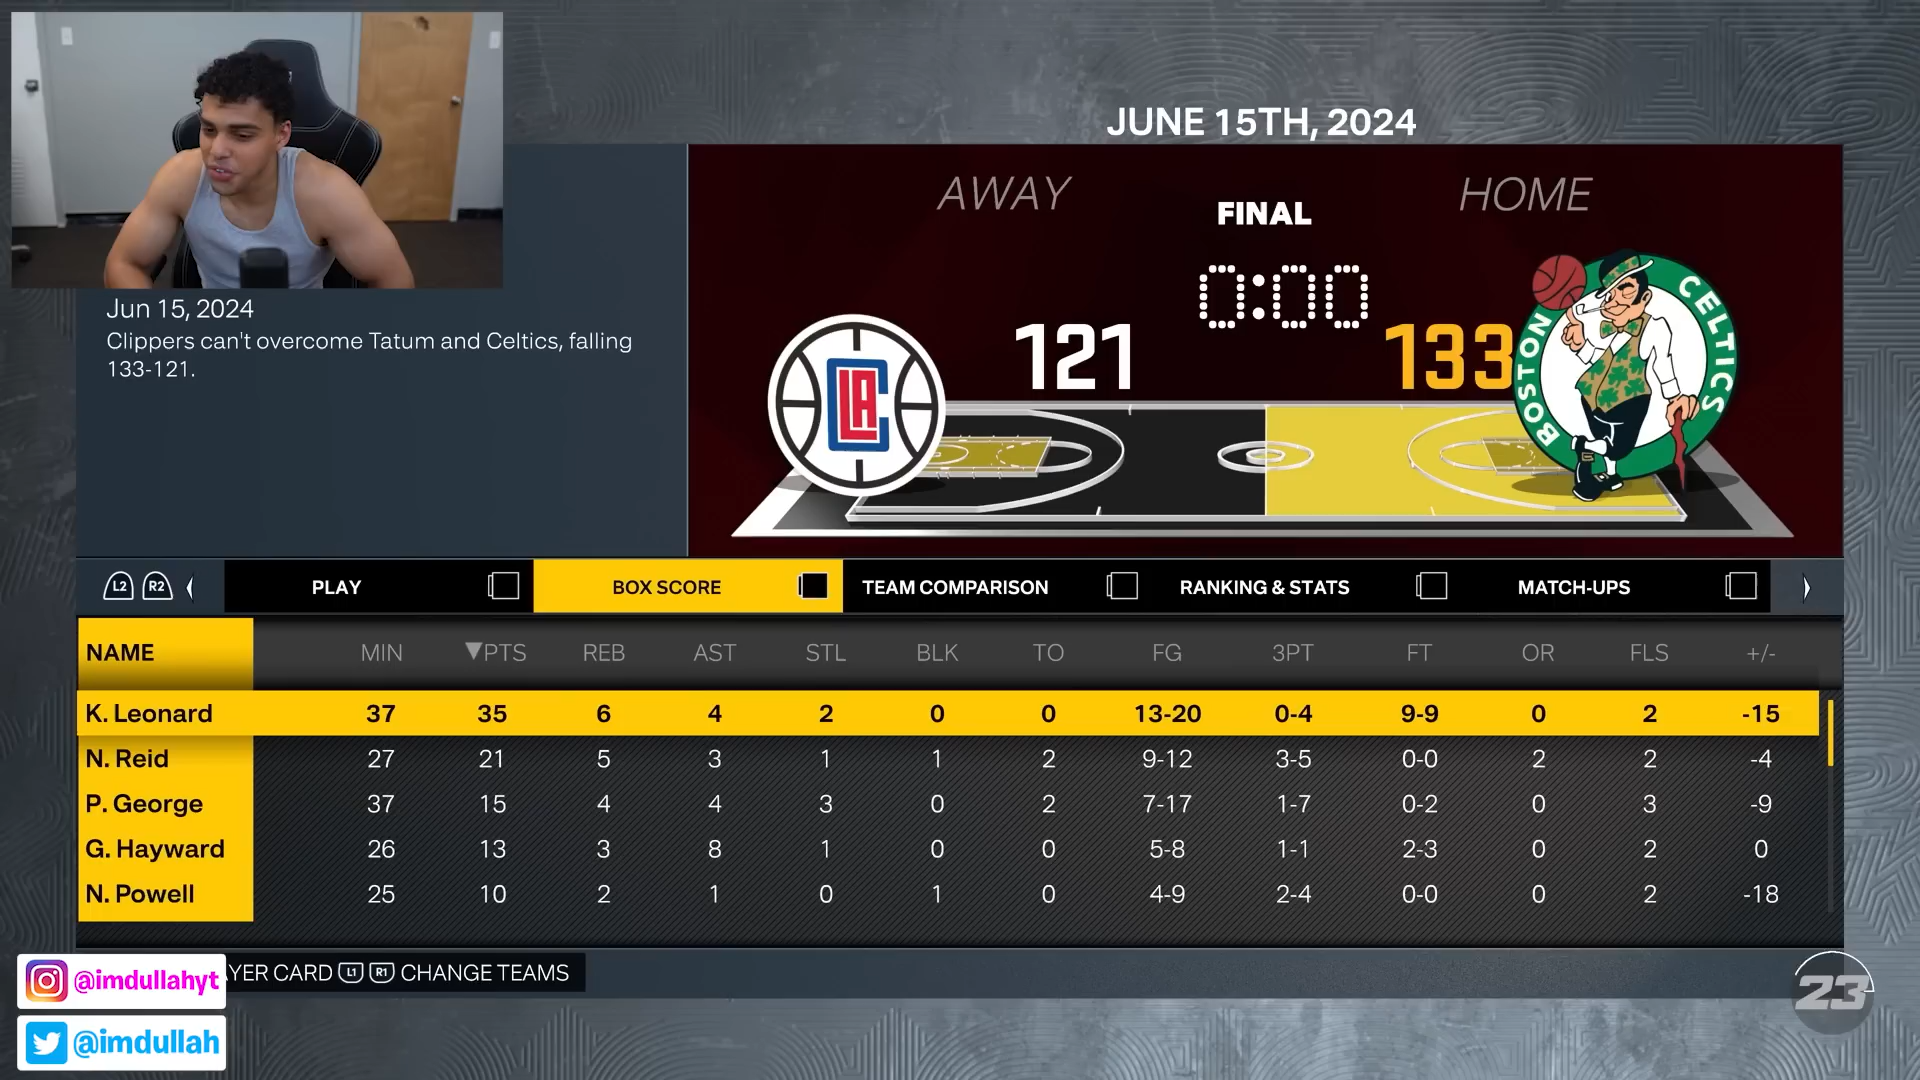 JUNE 15TH, 2024
AWAY
FINAL
HOME
0:00
121
133
LA
BOSTON CELTICS
Jun 15, 2024
Clippers can't overcome Tatum and Celtics, falling
133-121.
L2 R2 PLAY BOX SCORE TEAM COMPARISON RANKING & STATS MATCH-UPS
NAME MIN ▼PTS REB AST STL BLK TO FG 3PT FT OR FLS +/-
K. Leonard 37 35 6 4 2 0 0 13-20 0-4 9-9 0 2 -15
N. Reid 27 21 5 3 1 1 2 9-12 3-5 0-0 2 2 -4
P. George 37 15 4 4 3 0 2 7-17 1-7 0-2 0 3 -9
G. Hayward 26 13 3 8 1 0 0 5-8 1-1 2-3 0 2 0
N. Powell 25 10 2 1 0 1 0 4-9 2-4 0-0 0 2 -18
YER CARD L1 R1 CHANGE TEAMS
@imdullahyt
@imdullah
23